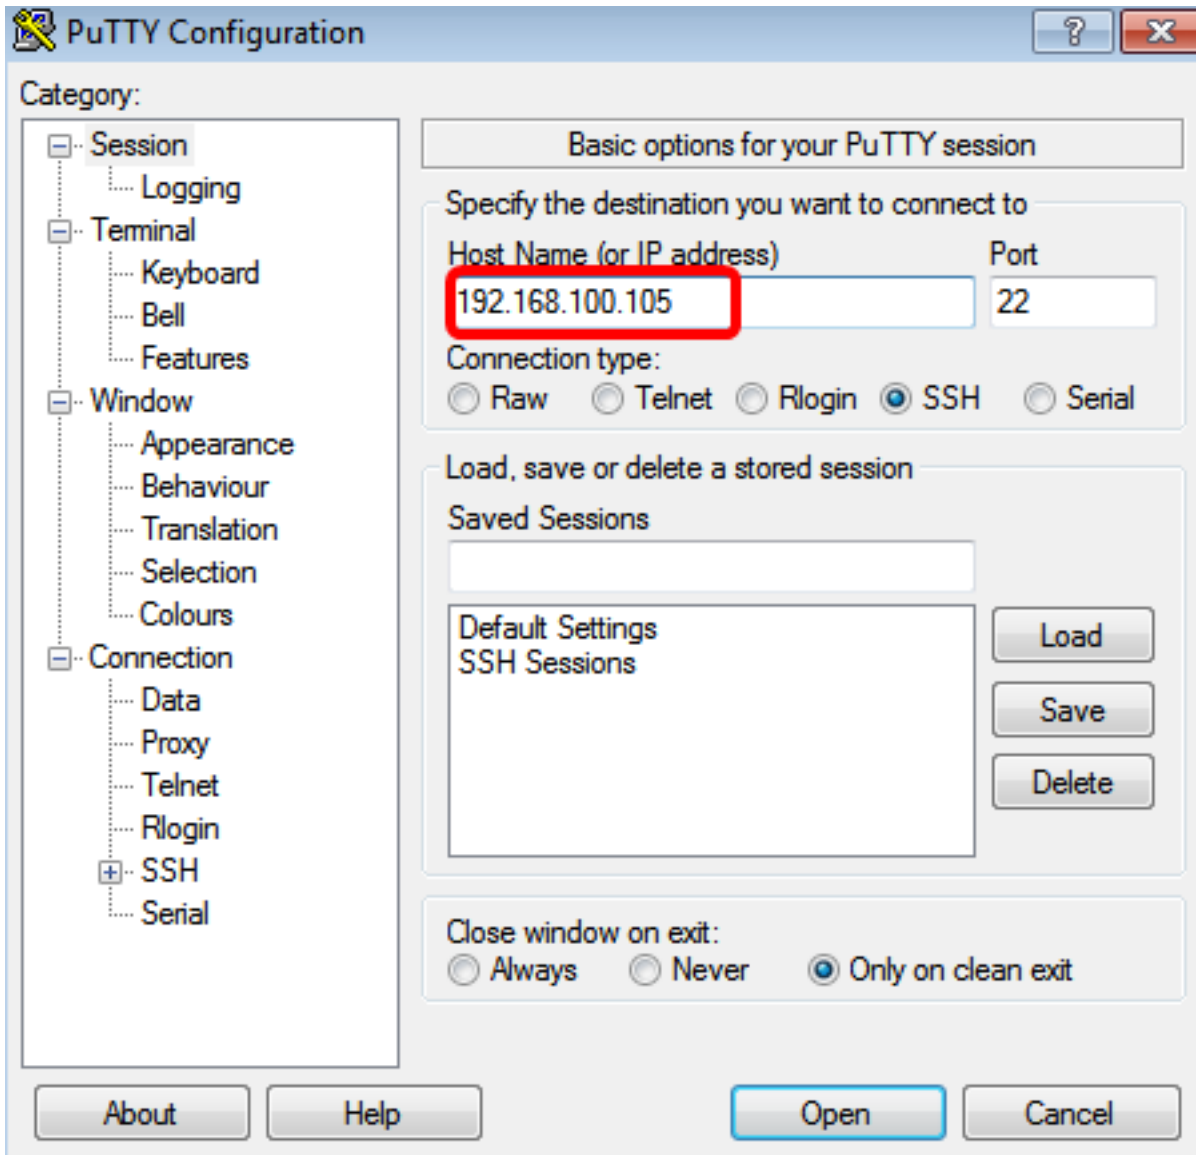 PuTTY Configuration
Category:
Session
Logging
Terminal
Keyboard
Bell
Features
Window
Appearance
Behaviour
Translation
Selection
Colours
Connection
Data
Proxy
Telnet
Rlogin
SSH
Serial
Basic options for your PuTTY session
Specify the destination you want to connect to
Host Name (or IP address) Port
192.168.100.105 22
Connection type:
Raw Telnet Rlogin SSH Serial
Load, save or delete a stored session
Saved Sessions
Default Settings
SSH Sessions
Load
Save
Delete
Close window on exit:
Always Never Only on clean exit
About Help Open Cancel